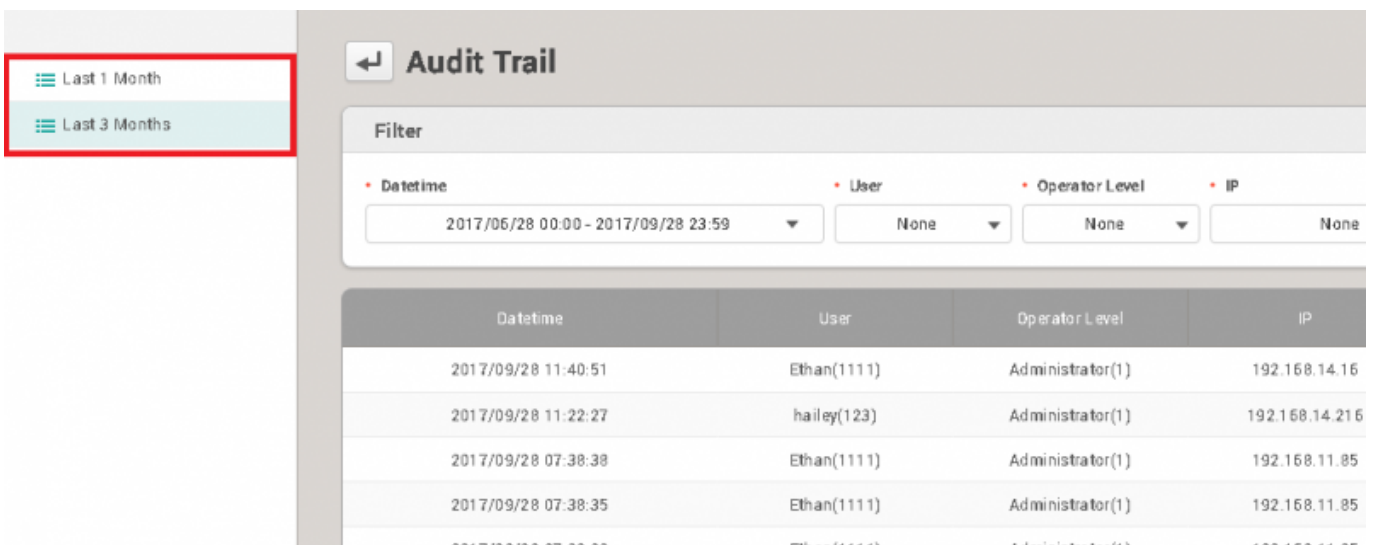 Last 1 Month
Last 3 Months
Audit Trail
Filter
Datetime User Operator Level IP
2017/06/28 00:00 - 2017/09/28 23:59 None None None
Datetime User Operator Level IP
2017/09/28 11:40:51 Ethan(1111) Administrator(1) 192.168.14.16
2017/09/28 11:22:27 hailey(123) Administrator(1) 192.168.14.216
2017/09/28 07:38:38 Ethan(1111) Administrator(1) 192.168.11.85
2017/09/28 07:38:35 Ethan(1111) Administrator(1) 192.168.11.85